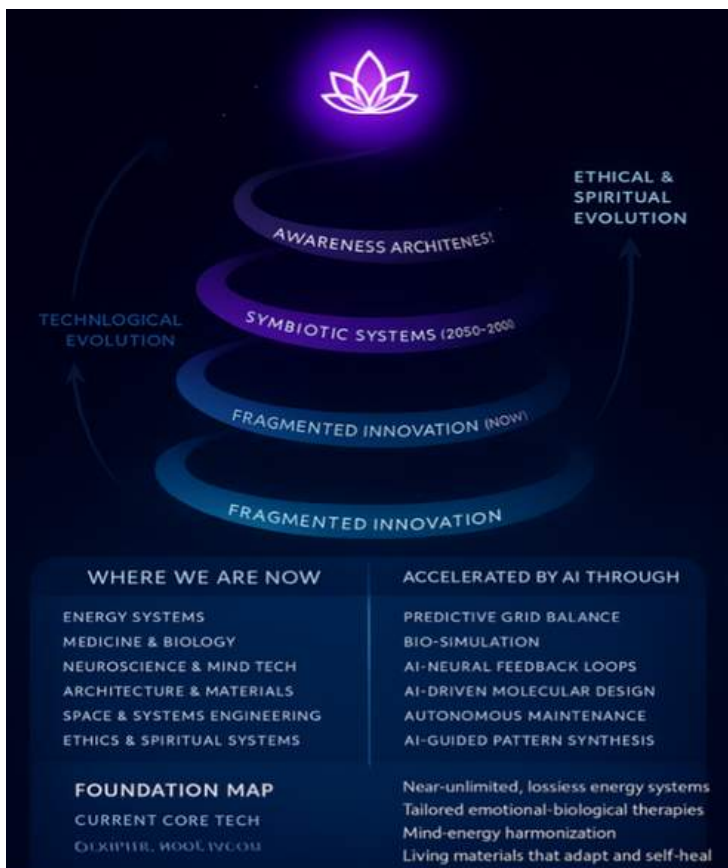 ETHICAL &
SPIRITUAL
EVOLUTION
AWARENESS ARCHITENES!
TECHNLOGICAL
EVOLUTION
SYMBIOTIC SYSTEMS (2050-2000)
FRAGMENTED INNOVATION (NOW)
FRAGMENTED INNOVATION
WHERE WE ARE NOW
ENERGY SYSTEMS
MEDICINE & BIOLOGY
NEUROSCIENCE & MIND TECH
ARCHITECTURE & MATERIALS
SPACE & SYSTEMS ENGINEERING
ETHICS & SPIRITUAL SYSTEMS
ACCELERATED BY AI THROUGH
PREDICTIVE GRID BALANCE
BIO-SIMULATION
AI-NEURAL FEEDBACK LOOPS
AI-DRIVEN MOLECULAR DESIGN
AUTONOMOUS MAINTENANCE
AI-GUIDED PATTERN SYNTHESIS
FOUNDATION MAP
CURRENT CORE TECH
Near-unlimited, lossiess energy systems
Tailored emotional-biological therapies
Mind-energy harmonization
Living materials that adapt and self-heal